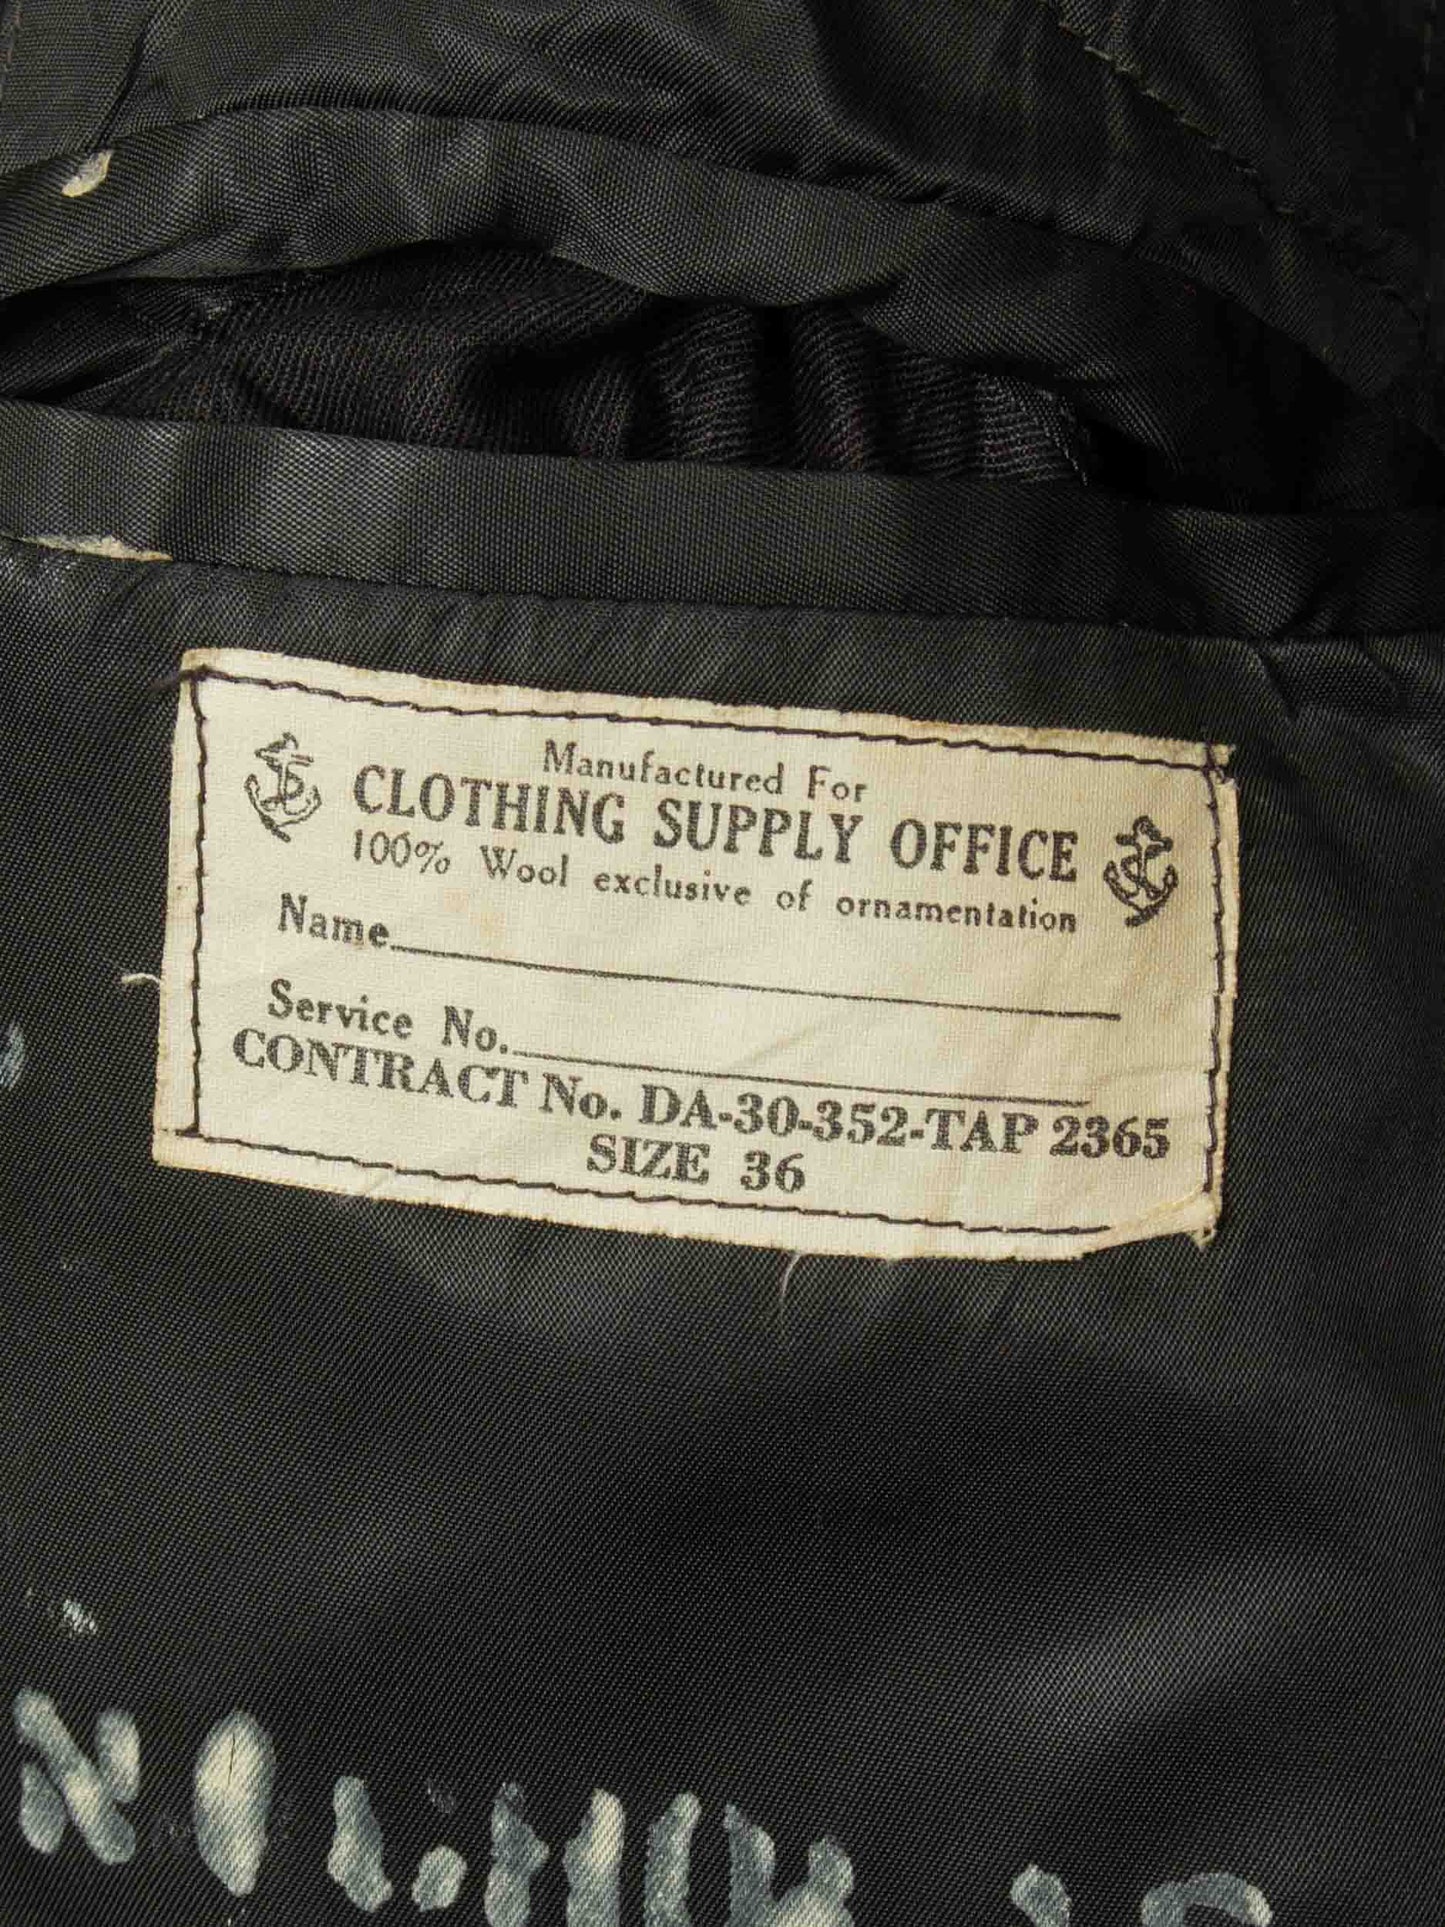 Manufactured For
CLOTHING SUPPLY OFFICE
100% Wool exclusive of ornamentation
Name
Service No.
CONTRACT No. DA-30-352-TAP 2365
SIZE 36